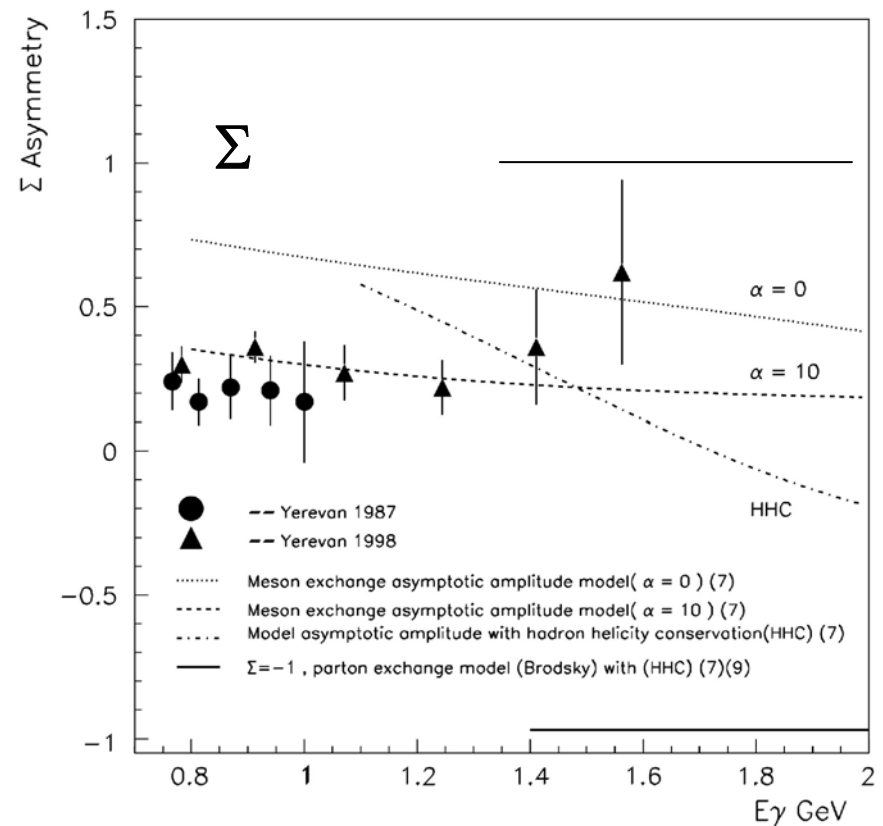 Σ Asymmetry
1.5
1
0.5
0
−0.5
−1
Σ
α = 0
α = 10
HHC
-- Yerevan 1987
-- Yerevan 1998
Meson exchange asymptotic amplitude model( α = 0 ) (7)
Meson exchange asymptotic amplitude model( α = 10 ) (7)
Model asymptotic amplitude with hadron helicity conservation(HHC) (7)
Σ=−1 , parton exchange model (Brodsky) with (HHC) (7)(9)
0.8 1 1.2 1.4 1.6 1.8 2
Eγ GeV